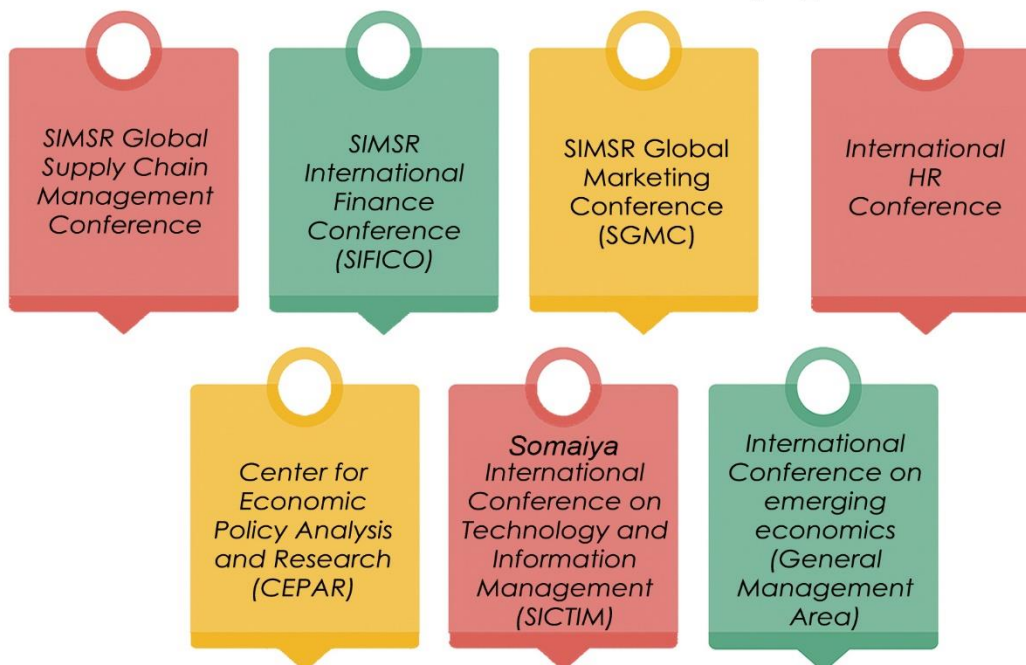 SIMSR Global
Supply Chain
Management
Conference
SIMSR
International
Finance
Conference
(SIFICO)
SIMSR Global
Marketing
Conference
(SGMC)
International
HR
Conference
Center for
Economic
Policy Analysis
and Research
(CEPAR)
Somaiya
International
Conference on
Technology and
Information
Management
(SICTIM)
International
Conference on
emerging
economics
(General
Management
Area)